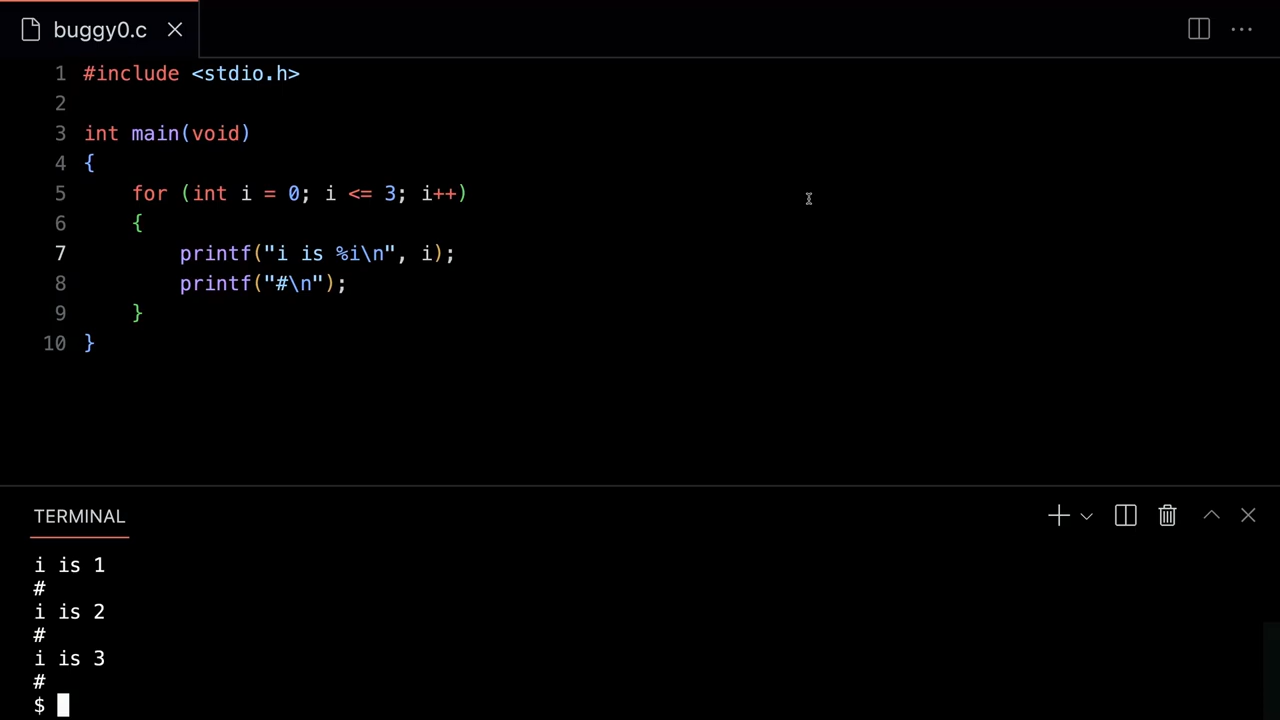 buggy0.c
1 #include <stdio.h>
2
3 int main(void)
4 {
5     for (int i = 0; i <= 3; i++)
6     {
7         printf("i is %i\n", i);
8         printf("#\n");
9     }
10 }
TERMINAL
i is 1
#
i is 2
#
i is 3
#
$